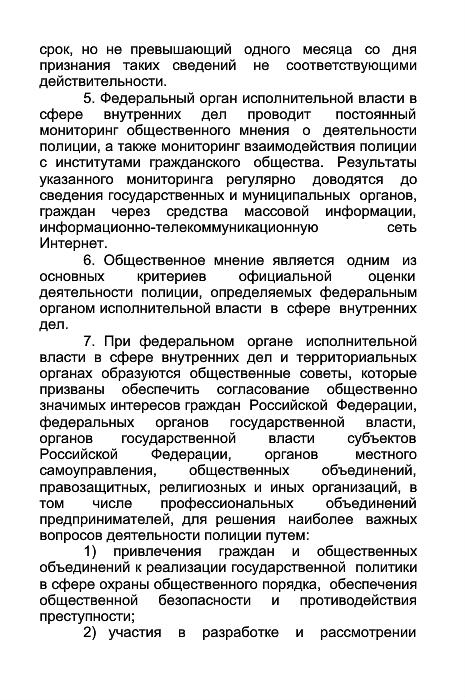 срок, но не превышающий одного месяца со дня
признания таких сведений не соответствующими
действительности.
5. Федеральный орган исполнительной власти в
сфере внутренних дел проводит постоянный
мониторинг общественного мнения о деятельности
полиции, а также мониторинг взаимодействия полиции
с институтами гражданского общества. Результаты
указанного мониторинга регулярно доводятся до
сведения государственных и муниципальных органов,
граждан через средства массовой информации,
информационно-телекоммуникационную сеть
Интернет.
6. Общественное мнение является одним из
основных критериев официальной оценки
деятельности полиции, определяемых федеральным
органом исполнительной власти в сфере внутренних
дел.
7. При федеральном органе исполнительной
власти в сфере внутренних дел и территориальных
органах образуются общественные советы, которые
призваны обеспечить согласование общественно
значимых интересов граждан Российской Федерации,
федеральных органов государственной власти,
органов государственной власти субъектов
Российской Федерации, органов местного
самоуправления, общественных объединений,
правозащитных, религиозных и иных организаций, в
том числе профессиональных объединений
предпринимателей, для решения наиболее важных
вопросов деятельности полиции путем:
1) привлечения граждан и общественных
объединений к реализации государственной политики
в сфере охраны общественного порядка, обеспечения
общественной безопасности и противодействия
преступности;
2) участия в разработке и рассмотрении